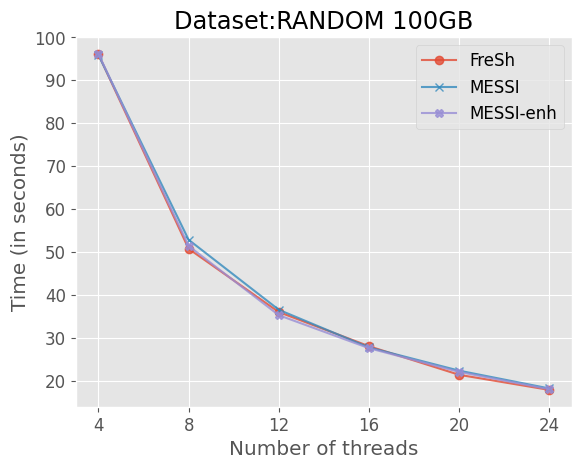 Dataset:RANDOM 100GB
FreSh
MESSI
MESSI-enh
Time (in seconds)
100
90
80
70
60
50
40
30
20
4 8 12 16 20 24
Number of threads